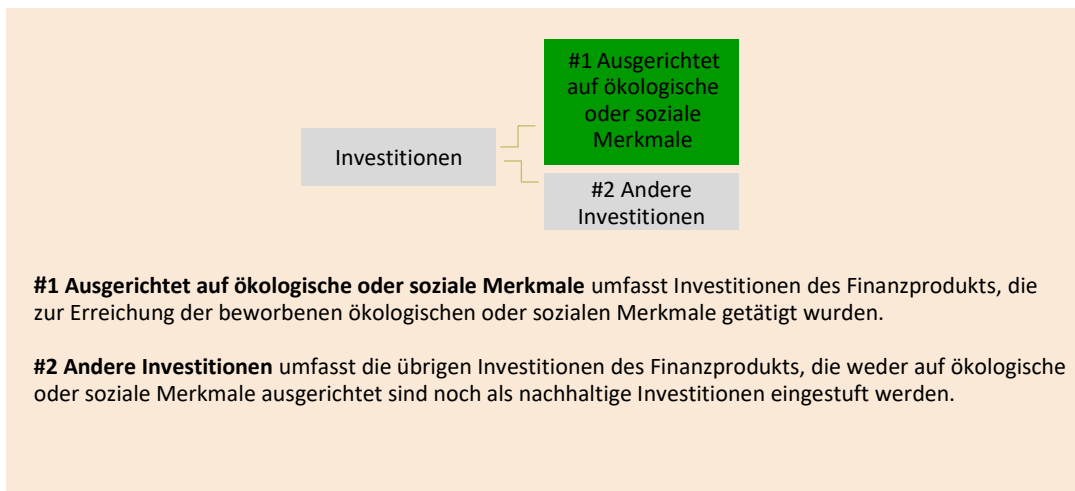 #1 Ausgerichtet
auf ökologische
oder soziale
Merkmale
Investitionen
#2 Andere
Investitionen
#1 Ausgerichtet auf ökologische oder soziale Merkmale umfasst Investitionen des Finanzprodukts, die
zur Erreichung der beworbenen ökologischen oder sozialen Merkmale getätigt wurden.
#2 Andere Investitionen umfasst die übrigen Investitionen des Finanzprodukts, die weder auf ökologische
oder soziale Merkmale ausgerichtet sind noch als nachhaltige Investitionen eingestuft werden.